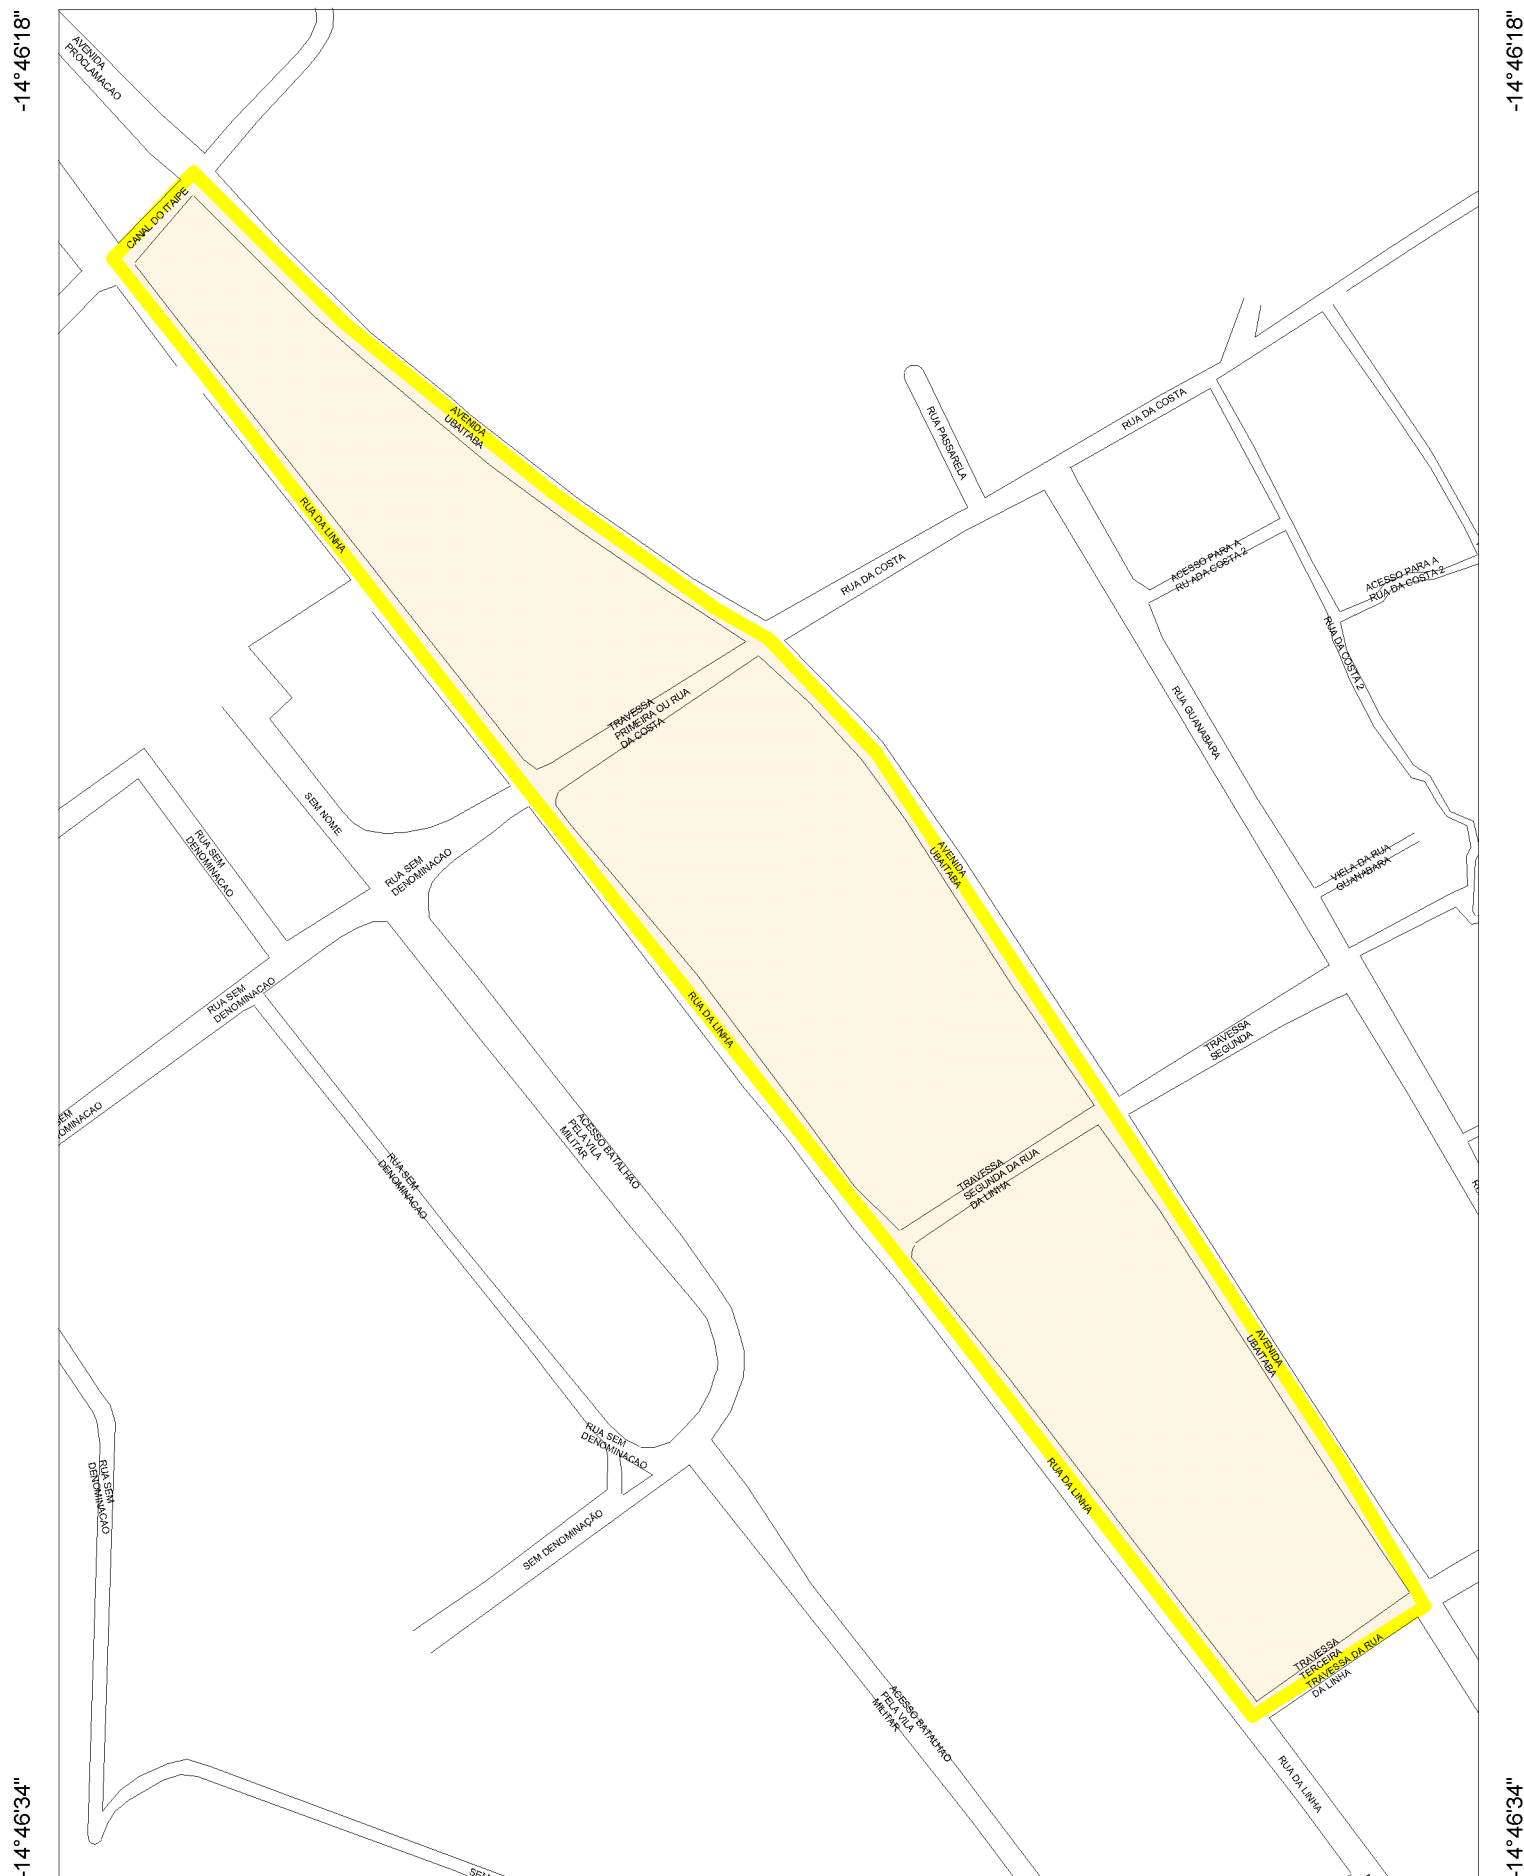 -14°46'18"
-14°46'18"
AVENIDA
PROCLAMACAO
CANAL DO ITAIPE
AVENIDA
UBAITABA
RUA PASSARELA
RUA DA COSTA
RUA DA LINHA
RUA DA COSTA
ACESSO PARA A
RU ADA COSTA 2
ACESSO PARA A
RUA DA COSTA 2
RUA DA COSTA 2
TRAVESSA
PRIMEIRA OU RUA
DA COSTA
RUA GUANABARA
SEM NOME
RUA SEM
DENOMINACAO
RUA SEM
DENOMINACAO
AVENIDA
UBAITABA
VIELA DA RUA
GUANABARA
RUA SEM
DENOMINACAO
RUA DA LINHA
TRAVESSA
SEGUNDA
SEM
OMINACAO
RUA SEM
DENOMINACAO
ACESSO BATALHAO
PELA VILA
MILITAR
TRAVESSA
SEGUNDA DA RUA
DA LINHA
AVENIDA
UBAITABA
RUA SEM
DENOMINACAO
RUA SEM
DENOMINACAO
RUA DA LINHA
SEM DENOMINAÇÃO
TRAVESSA
TERCEIRA
TRAVESSA DA RUA
DA LINHA
ACESSO BATALHAO
PELA VILA
MILITAR
RUA DA LINHA
SEM
-14°46'34"
-14°46'34"